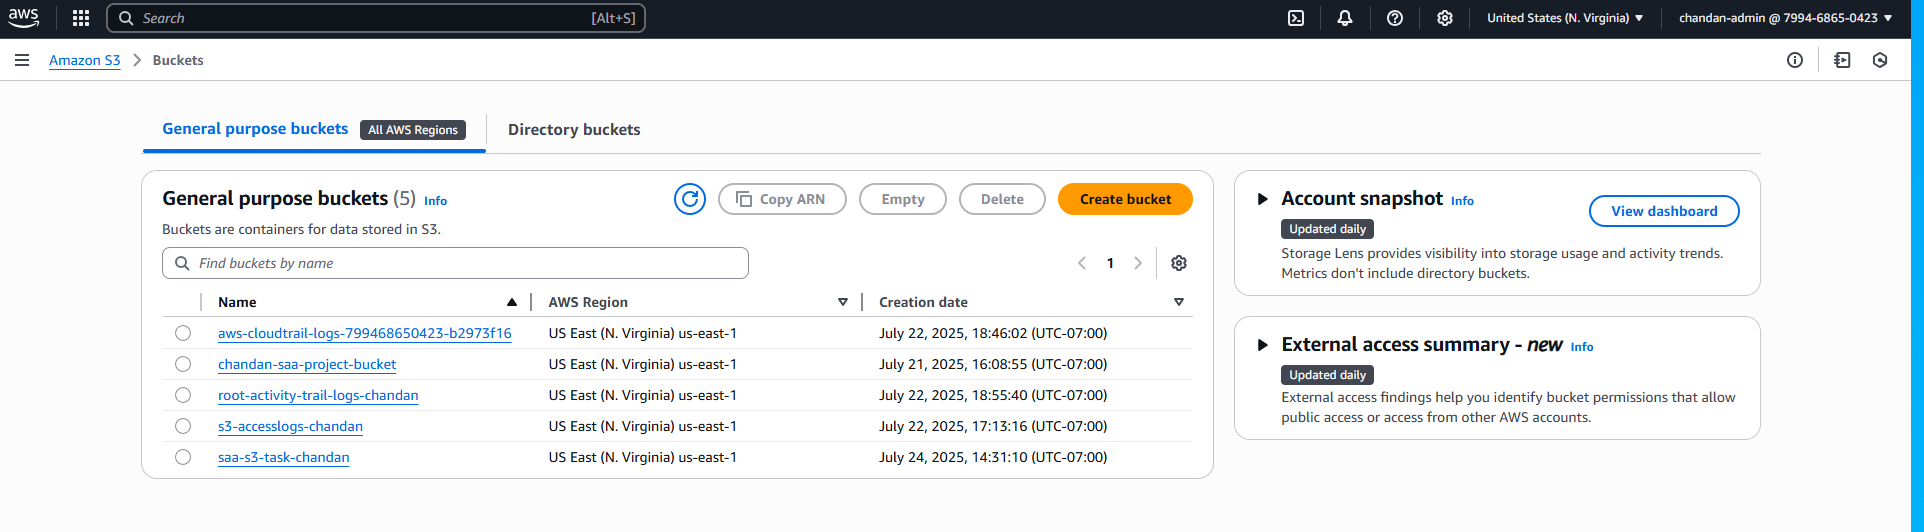 aws
Search [Alt+S]
United States (N. Virginia) chandan-admin @ 7994-6865-0423
Amazon S3 Buckets
General purpose buckets All AWS Regions Directory buckets
General purpose buckets (5) Info
Copy ARN Empty Delete Create bucket
Buckets are containers for data stored in S3.
Find buckets by name
1
Name AWS Region Creation date
aws-cloudtrail-logs-799468650423-b2973f16 US East (N. Virginia) us-east-1 July 22, 2025, 18:46:02 (UTC-07:00)
chandan-saa-project-bucket US East (N. Virginia) us-east-1 July 21, 2025, 16:08:55 (UTC-07:00)
root-activity-trail-logs-chandan US East (N. Virginia) us-east-1 July 22, 2025, 18:55:40 (UTC-07:00)
s3-accesslogs-chandan US East (N. Virginia) us-east-1 July 22, 2025, 17:13:16 (UTC-07:00)
saa-s3-task-chandan US East (N. Virginia) us-east-1 July 24, 2025, 14:31:10 (UTC-07:00)
Account snapshot Info
View dashboard
Updated daily
Storage Lens provides visibility into storage usage and activity trends.
Metrics don't include directory buckets.
External access summary - new Info
Updated daily
External access findings help you identify bucket permissions that allow
public access or access from other AWS accounts.